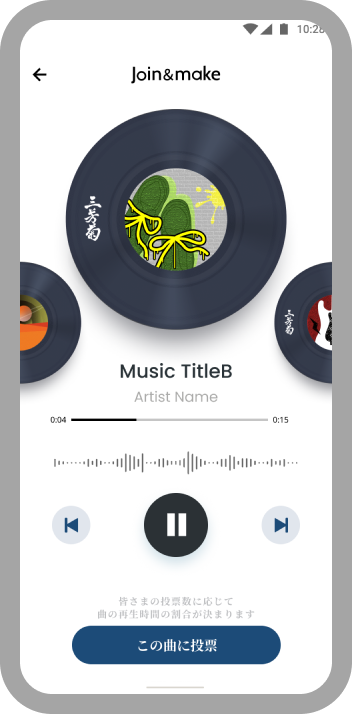 10:28
Join&make
三芳菊
三芳菊
Music TitleB
Artist Name
0:04
0:15
皆さまの投票数に応じて
曲の再生時間の割合が決まります
この曲に投票